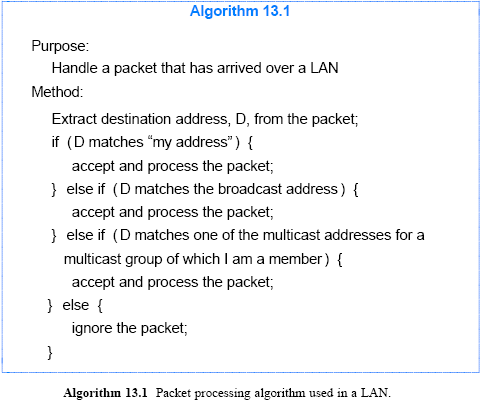 Algorithm 13.1
Purpose:
Handle a packet that has arrived over a LAN
Method:
Extract destination address, D, from the packet;
if (D matches “my address”) {
accept and process the packet;
} else if (D matches the broadcast address) {
accept and process the packet;
} else if (D matches one of the multicast addresses for a
multicast group of which I am a member) {
accept and process the packet;
} else {
ignore the packet;
}
Algorithm 13.1 Packet processing algorithm used in a LAN.